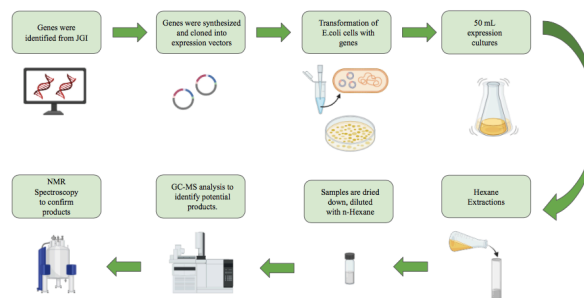 Genes were
identified from JGI
Genes were synthesized
and cloned into
expression vectors
Transformation of
E.coli cells with
genes
50 mL
expression
cultures
Hexane
Extractions
Samples are dried
down, diluted
with n-Hexane
GC-MS analysis to
identify potential
products.
NMR
Spectroscopy
to confirm
products